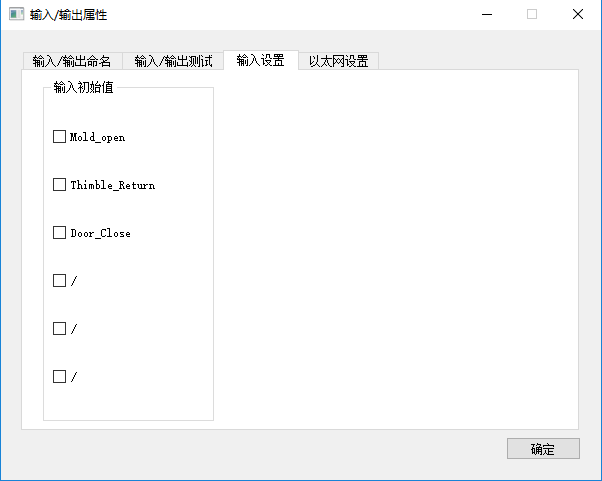 输入/输出属性
输入/输出命名 输入/输出测试 输入设置 以太网设置
输入初始值
Mold_open
Thimble_Return
Door_Close
/
/
/
确定